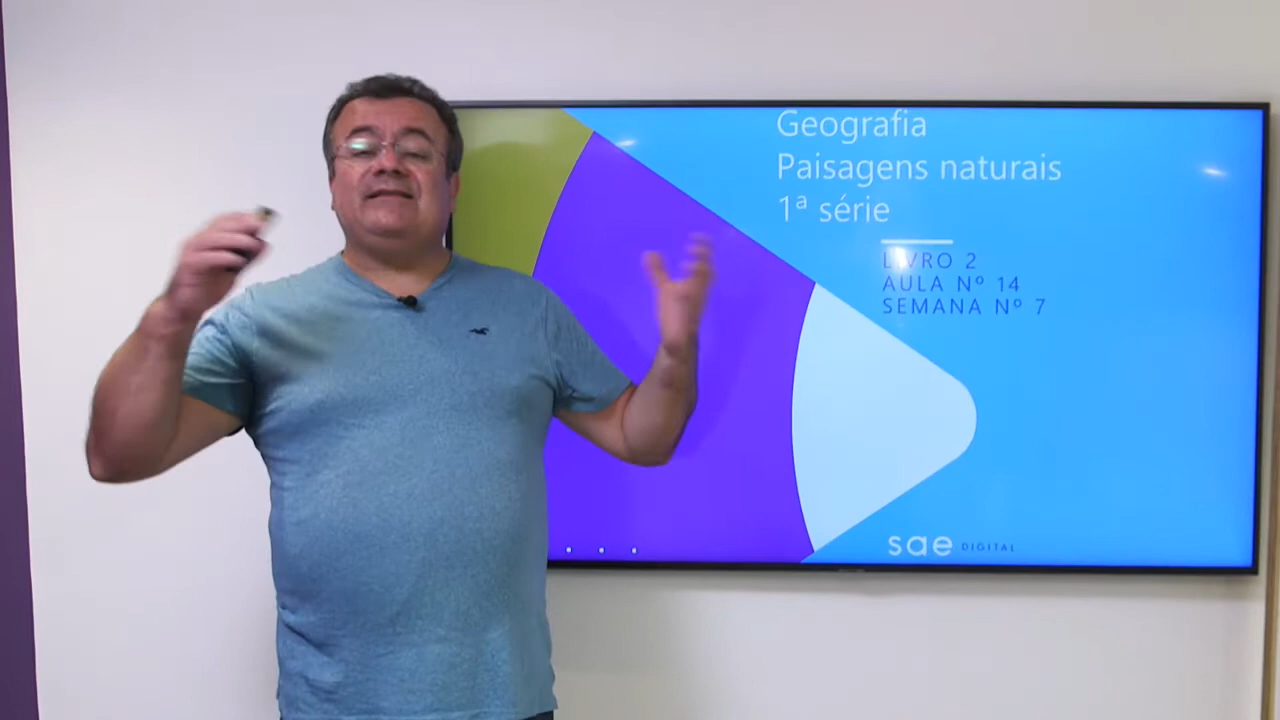 Geografia
Paisagens naturais
1ª série
LIVRO 2
AULA Nº 14
SEMANA Nº 7
sae DIGITAL